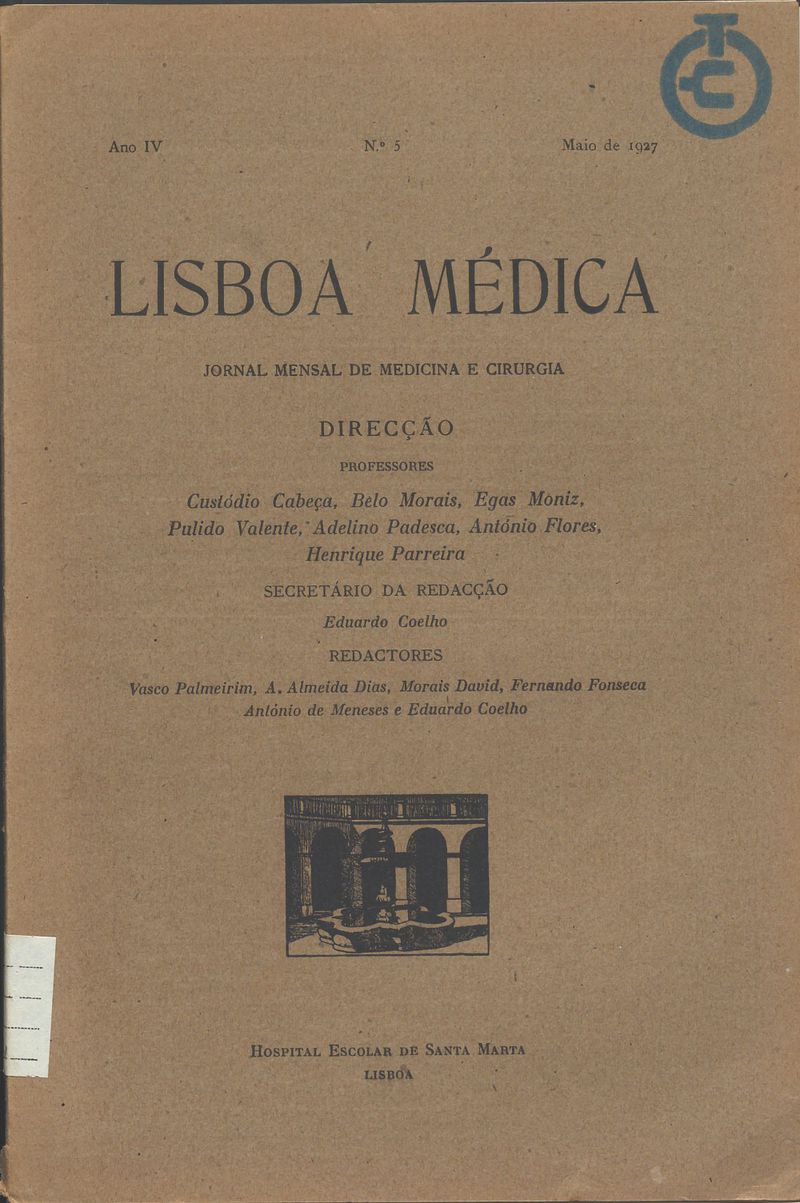 Ano IV N.º 5 Maio de 1927
LISBOA MÉDICA
JORNAL MENSAL DE MEDICINA E CIRURGIA
DIRECÇÃO
PROFESSORES
Custódio Cabeça, Belo Morais, Egas Moniz,
Pulido Valente, Adelino Padesca, António Flores,
Henrique Parreira
SECRETÁRIO DA REDACÇÃO
Eduardo Coelho
REDACTORES
Vasco Palmeirim, A. Almeida Dias, Morais David, Fernando Fonseca
António de Meneses e Eduardo Coelho
HOSPITAL ESCOLAR DE SANTA MARTA
LISBOA